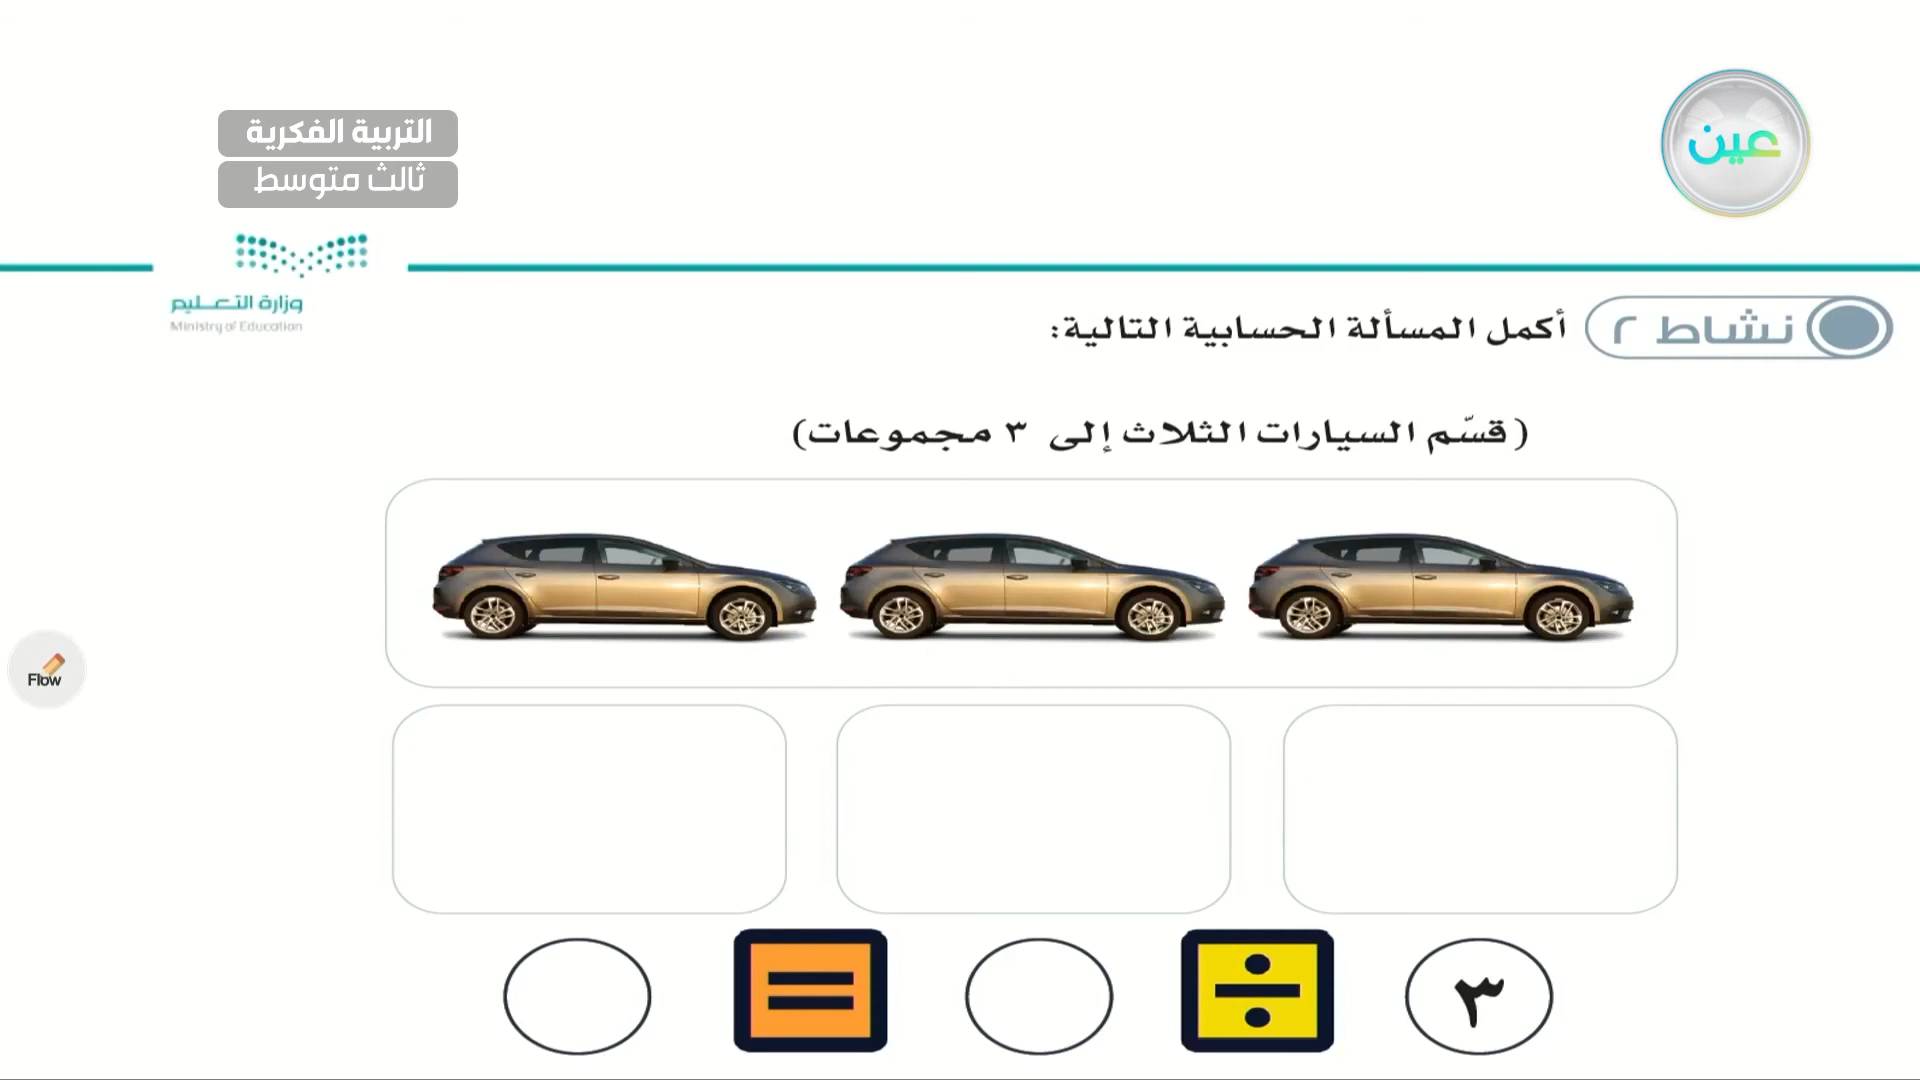 التربية الفكرية
ثالث متوسط
عين
وزارة التعليم
Ministry of Education
نشاط ٢
أكمل المسألة الحسابية التالية:
(قسّم السيارات الثلاث إلى ٣ مجموعات)
Flow
٣ ÷ =